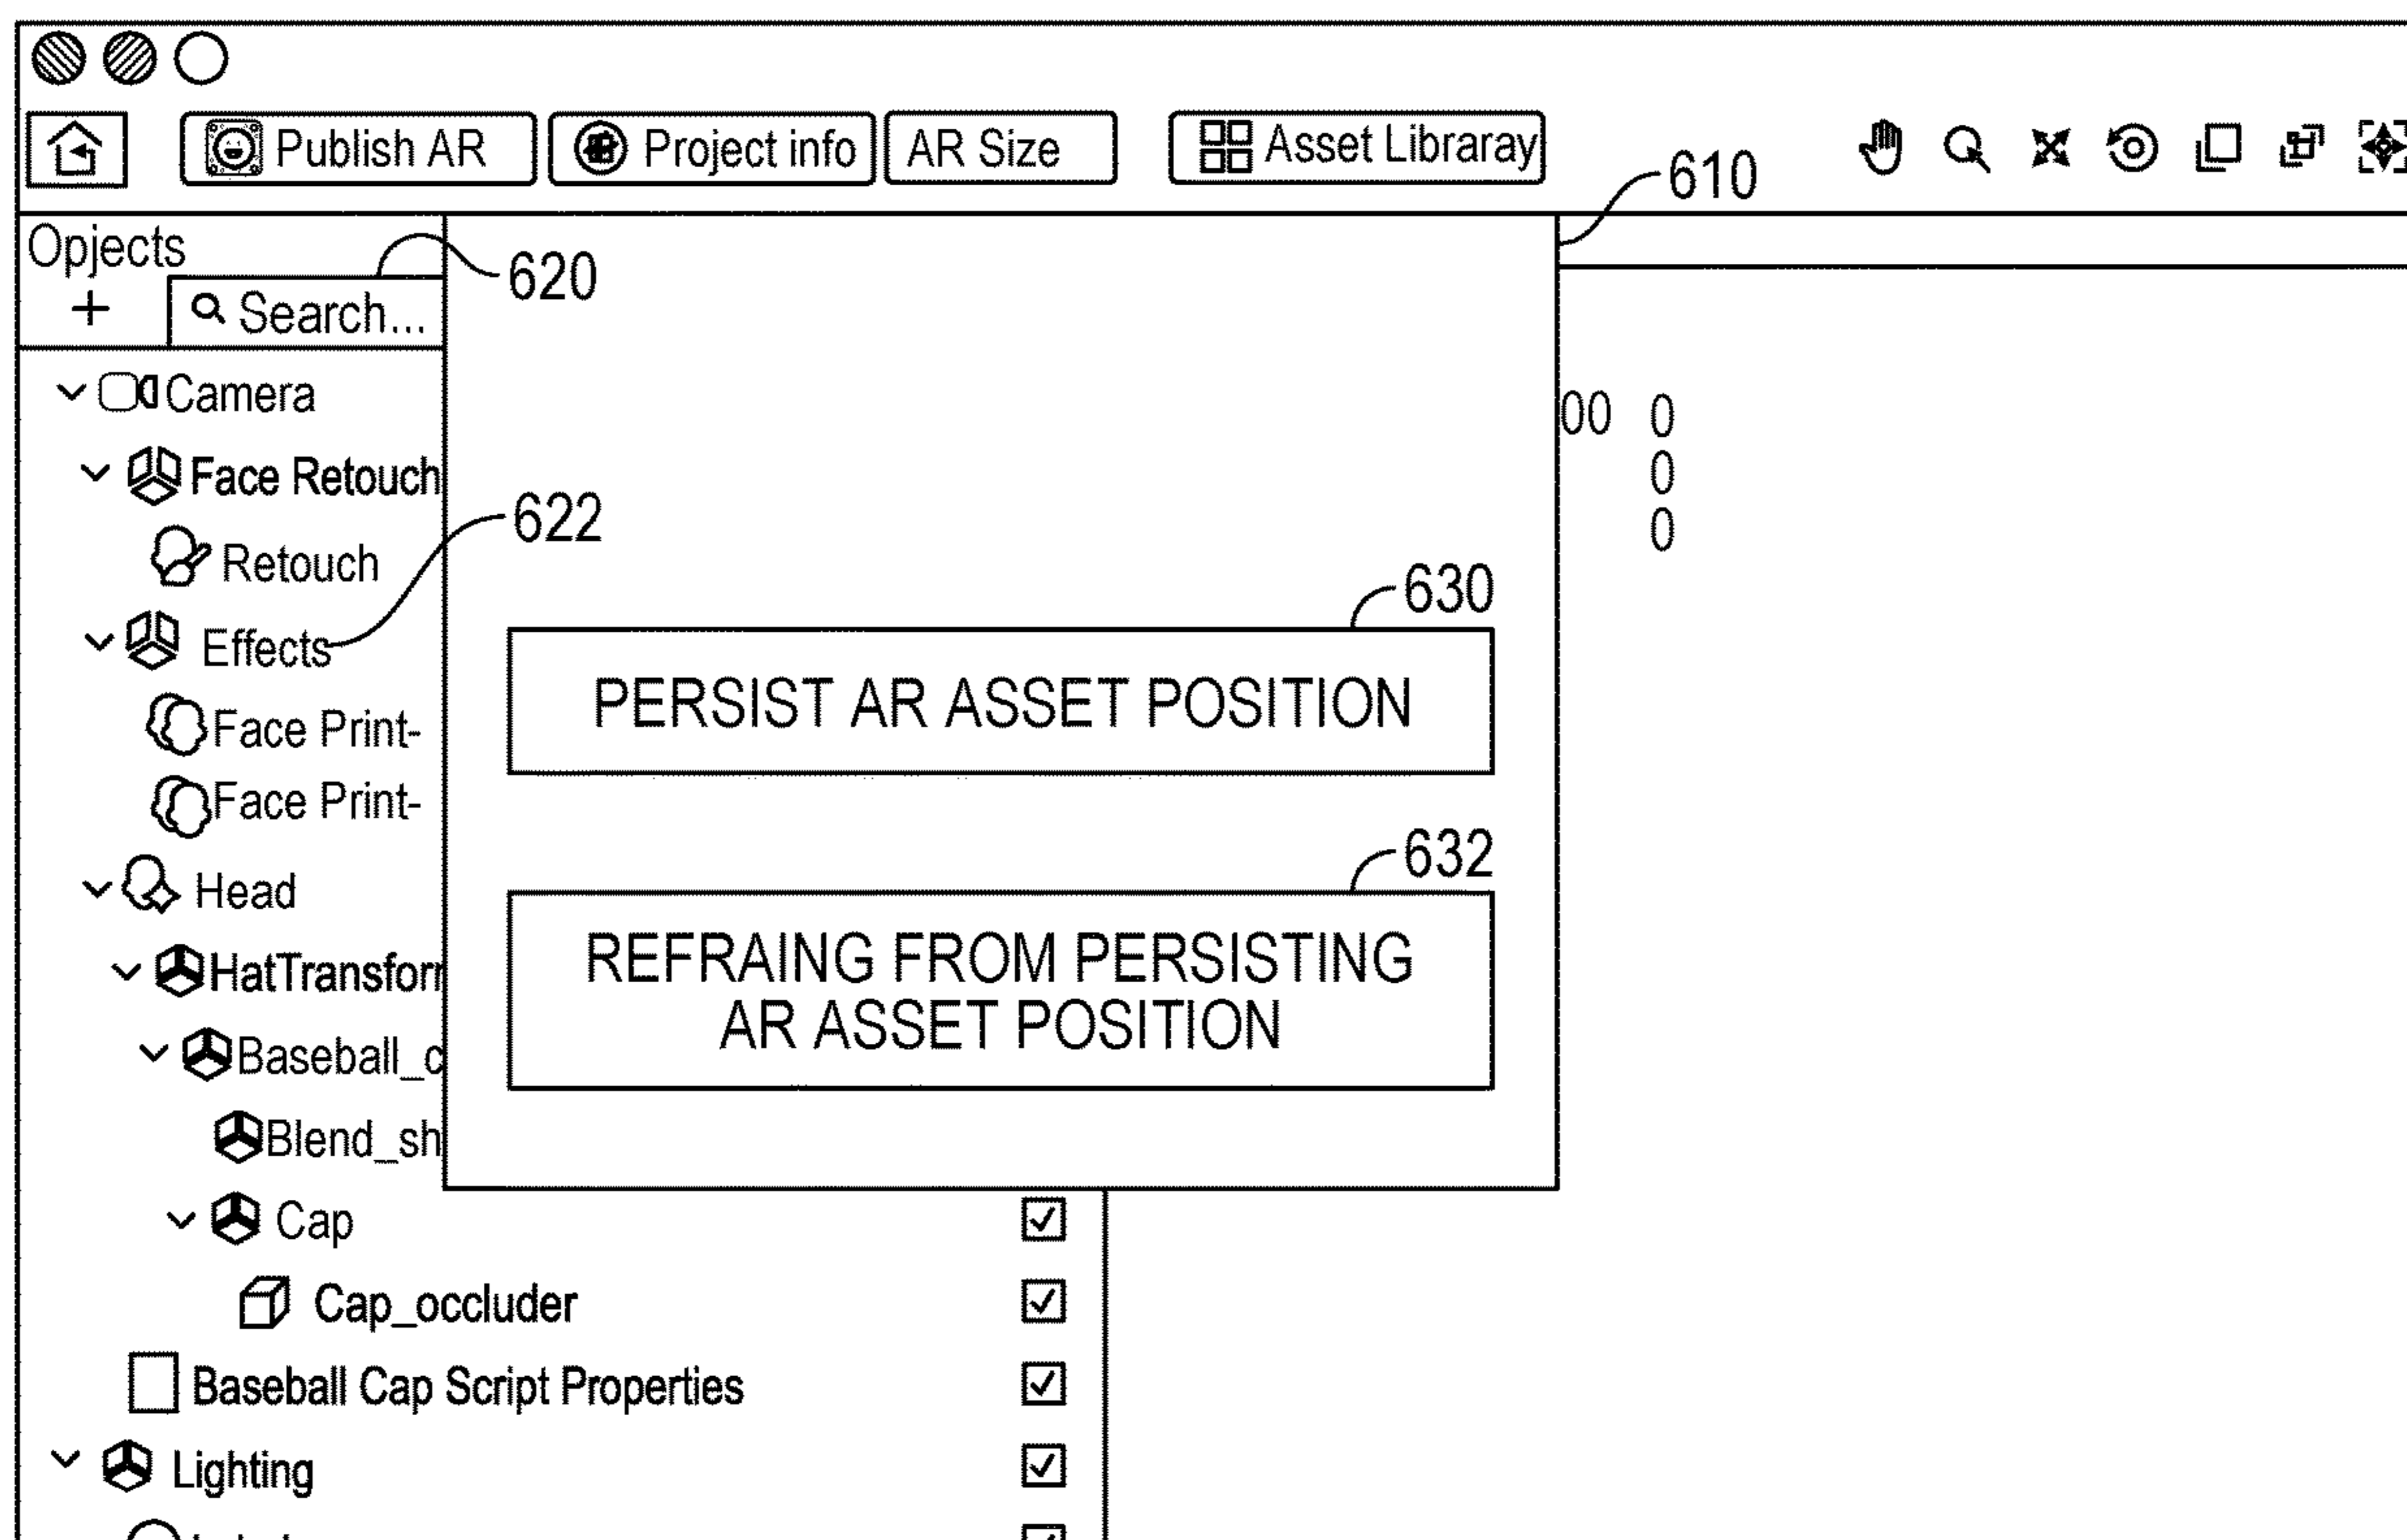 Publish AR Project info AR Size Asset Libraray
610
Opjects
620
Search...
Camera
00 0
Face Retouch
0
622
0
Retouch
630
Effects
PERSIST AR ASSET POSITION
Face Print-
Face Print-
632
Head
REFRAING FROM PERSISTING
AR ASSET POSITION
HatTransforr
Baseball_c
Blend_sh
Cap
Cap_occluder
Baseball Cap Script Properties
Lighting